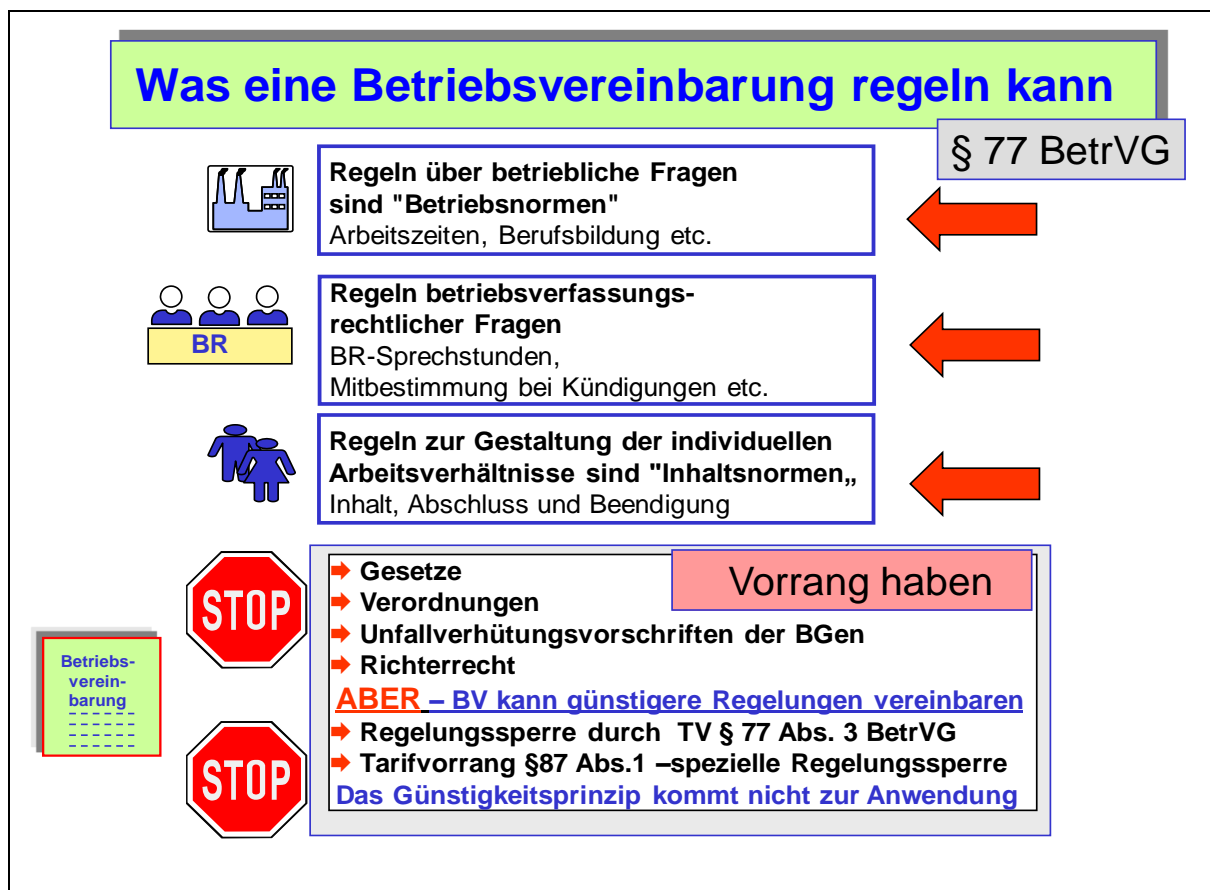 Was eine Betriebsvereinbarung regeln kann
§ 77 BetrVG
Regeln über betriebliche Fragen
sind "Betriebsnormen"
Arbeitszeiten, Berufsbildung etc.
BR
Regeln betriebsverfassungs-
rechtlicher Fragen
BR-Sprechstunden,
Mitbestimmung bei Kündigungen etc.
Regeln zur Gestaltung der individuellen
Arbeitsverhältnisse sind "Inhaltsnormen„
Inhalt, Abschluss und Beendigung
STOP
Vorrang haben
Gesetze
Verordnungen
Unfallverhütungsvorschriften der BGen
Richterrecht
ABER – BV kann günstigere Regelungen vereinbaren
Betriebs-
verein-
barung
STOP
Regelungssperre durch TV § 77 Abs. 3 BetrVG
Tarifvorrang §87 Abs.1 –spezielle Regelungssperre
Das Günstigkeitsprinzip kommt nicht zur Anwendung